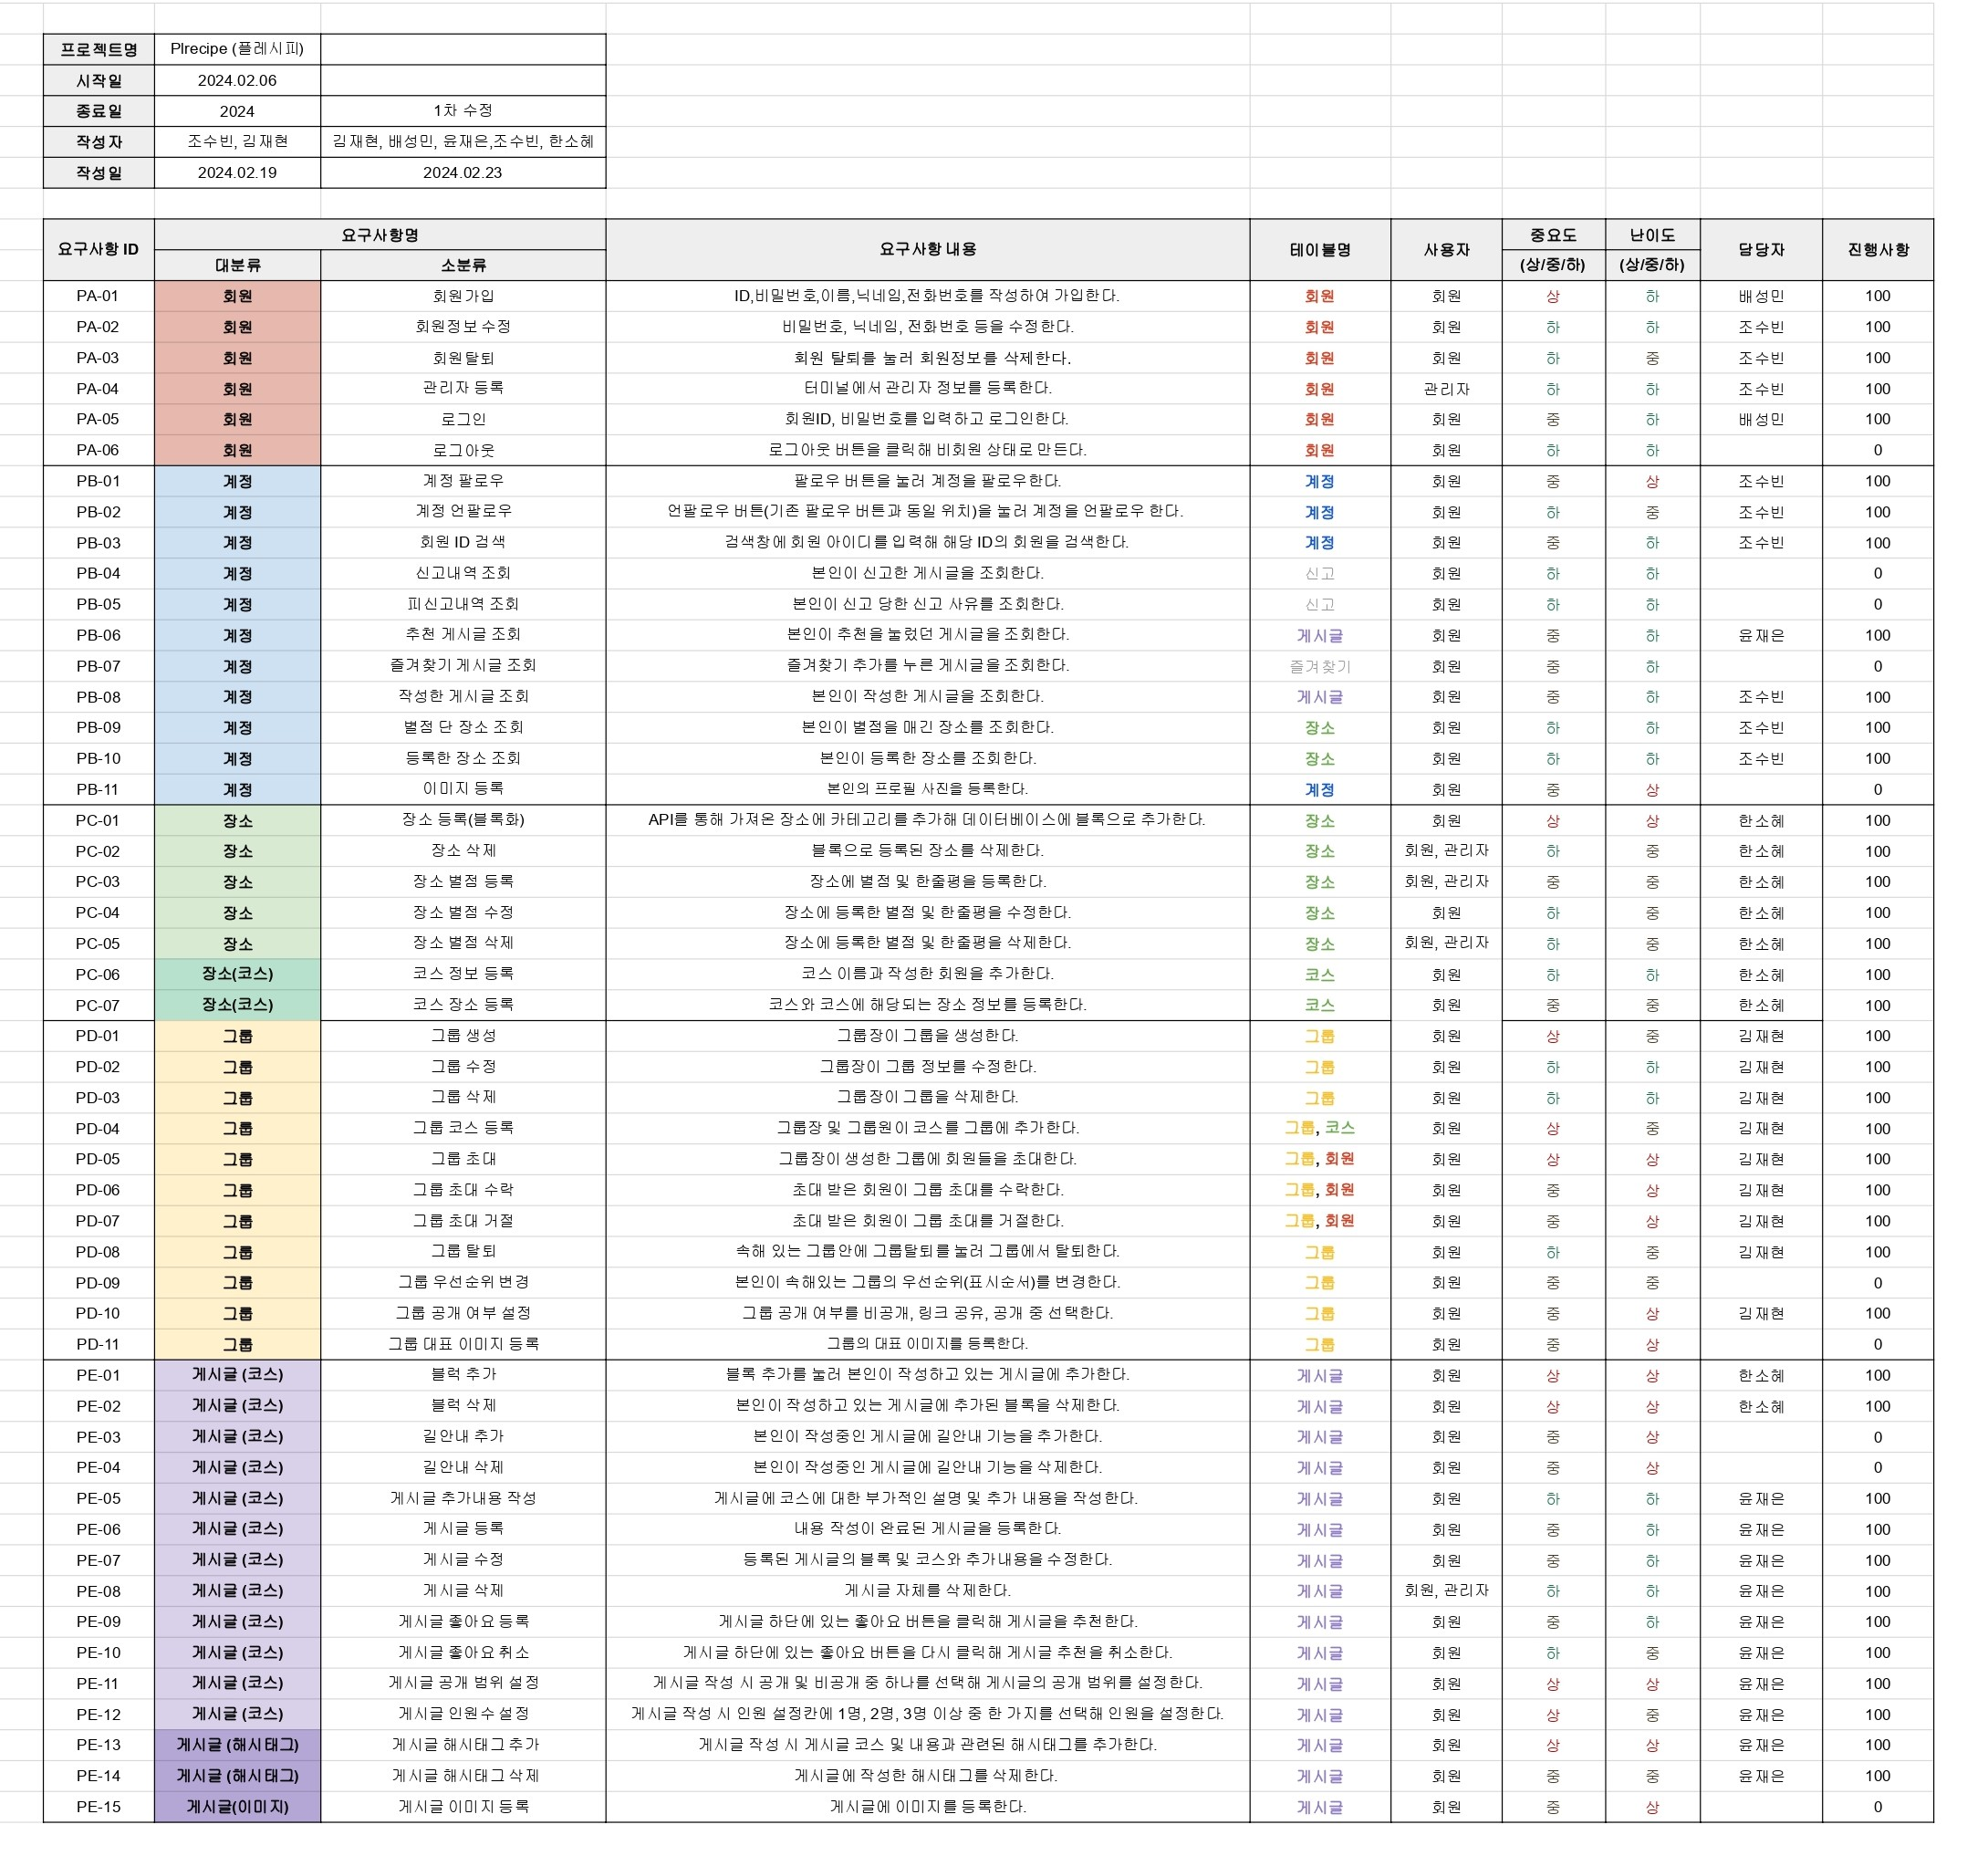 프로젝트명 Plrecipe (플레시피)
시작일 2024.02.06
종료일 2024 1차 수정
작성자 조수빈, 김재현 김재현, 배성민, 윤재은,조수빈, 한소혜
작성일 2024.02.19 2024.02.23
요구사항 ID 요구사항명 요구사항 내용 테이블명 사용자 중요도 난이도 담당자 진행사항
대분류 소분류 (상/중/하) (상/중/하)
PA-01 회원 회원가입 ID,비밀번호,이름,닉네임,전화번호를 작성하여 가입한다. 회원 회원 상 하 배성민 100
PA-02 회원 회원정보 수정 비밀번호, 닉네임, 전화번호 등을 수정한다. 회원 회원 하 하 조수빈 100
PA-03 회원 회원탈퇴 회원 탈퇴를 눌러 회원정보를 삭제한다. 회원 회원 하 중 조수빈 100
PA-04 회원 관리자 등록 터미널에서 관리자 정보를 등록한다. 회원 관리자 하 하 조수빈 100
PA-05 회원 로그인 회원ID, 비밀번호를 입력하고 로그인한다. 회원 회원 중 하 배성민 100
PA-06 회원 로그아웃 로그아웃 버튼을 클릭해 비회원 상태로 만든다. 회원 회원 하 하 0
PB-01 계정 계정 팔로우 팔로우 버튼을 눌러 계정을 팔로우한다. 계정 회원 중 상 조수빈 100
PB-02 계정 계정 언팔로우 언팔로우 버튼(기존 팔로우 버튼과 동일 위치)을 눌러 계정을 언팔로우 한다. 계정 회원 하 중 조수빈 100
PB-03 계정 회원 ID 검색 검색창에 회원 아이디를 입력해 해당 ID의 회원을 검색한다. 계정 회원 중 하 조수빈 100
PB-04 계정 신고내역 조회 본인이 신고한 게시글을 조회한다. 신고 회원 하 하 0
PB-05 계정 피신고내역 조회 본인이 신고 당한 신고 사유를 조회한다. 신고 회원 하 하 0
PB-06 계정 추천 게시글 조회 본인이 추천을 눌렀던 게시글을 조회한다. 게시글 회원 중 하 윤재은 100
PB-07 계정 즐겨찾기 게시글 조회 즐겨찾기 추가를 누른 게시글을 조회한다. 즐겨찾기 회원 중 하 0
PB-08 계정 작성한 게시글 조회 본인이 작성한 게시글을 조회한다. 게시글 회원 중 하 조수빈 100
PB-09 계정 별점 단 장소 조회 본인이 별점을 매긴 장소를 조회한다. 장소 회원 하 하 조수빈 100
PB-10 계정 등록한 장소 조회 본인이 등록한 장소를 조회한다. 장소 회원 하 하 조수빈 100
PB-11 계정 이미지 등록 본인의 프로필 사진을 등록한다. 계정 회원 중 상 0
PC-01 장소 장소 등록(블록화) API를 통해 가져온 장소에 카테고리를 추가해 데이터베이스에 블록으로 추가한다. 장소 회원 상 상 한소혜 100
PC-02 장소 장소 삭제 블록으로 등록된 장소를 삭제한다. 장소 회원, 관리자 하 중 한소혜 100
PC-03 장소 장소 별점 등록 장소에 별점 및 한줄평을 등록한다. 장소 회원, 관리자 중 중 한소혜 100
PC-04 장소 장소 별점 수정 장소에 등록한 별점 및 한줄평을 수정한다. 장소 회원 하 중 한소혜 100
PC-05 장소 장소 별점 삭제 장소에 등록한 별점 및 한줄평을 삭제한다. 장소 회원, 관리자 하 중 한소혜 100
PC-06 장소(코스) 코스 정보 등록 코스 이름과 작성한 회원을 추가한다. 코스 회원 하 하 한소혜 100
PC-07 장소(코스) 코스 장소 등록 코스와 코스에 해당되는 장소 정보를 등록한다. 코스 회원 중 중 한소혜 100
PD-01 그룹 그룹 생성 그룹장이 그룹을 생성한다. 그룹 회원 상 중 김재현 100
PD-02 그룹 그룹 수정 그룹장이 그룹 정보를 수정한다. 그룹 회원 하 하 김재현 100
PD-03 그룹 그룹 삭제 그룹장이 그룹을 삭제한다. 그룹 회원 하 하 김재현 100
PD-04 그룹 그룹 코스 등록 그룹장 및 그룹원이 코스를 그룹에 추가한다. 그룹, 코스 회원 상 중 김재현 100
PD-05 그룹 그룹 초대 그룹장이 생성한 그룹에 회원들을 초대한다. 그룹, 회원 회원 상 상 김재현 100
PD-06 그룹 그룹 초대 수락 초대 받은 회원이 그룹 초대를 수락한다. 그룹, 회원 회원 중 상 김재현 100
PD-07 그룹 그룹 초대 거절 초대 받은 회원이 그룹 초대를 거절한다. 그룹, 회원 회원 중 상 김재현 100
PD-08 그룹 그룹 탈퇴 속해 있는 그룹안에 그룹탈퇴를 눌러 그룹에서 탈퇴한다. 그룹 회원 하 중 김재현 100
PD-09 그룹 그룹 우선순위 변경 본인이 속해있는 그룹의 우선순위(표시순서)를 변경한다. 그룹 회원 중 중 0
PD-10 그룹 그룹 공개 여부 설정 그룹 공개 여부를 비공개, 링크 공유, 공개 중 선택한다. 그룹 회원 중 상 김재현 100
PD-11 그룹 그룹 대표 이미지 등록 그룹의 대표 이미지를 등록한다. 그룹 회원 중 상 0
PE-01 게시글 (코스) 블럭 추가 블록 추가를 눌러 본인이 작성하고 있는 게시글에 추가한다. 게시글 회원 상 상 한소혜 100
PE-02 게시글 (코스) 블럭 삭제 본인이 작성하고 있는 게시글에 추가된 블록을 삭제한다. 게시글 회원 상 상 한소혜 100
PE-03 게시글 (코스) 길안내 추가 본인이 작성중인 게시글에 길안내 기능을 추가한다. 게시글 회원 중 상 0
PE-04 게시글 (코스) 길안내 삭제 본인이 작성중인 게시글에 길안내 기능을 삭제한다. 게시글 회원 중 상 0
PE-05 게시글 (코스) 게시글 추가내용 작성 게시글에 코스에 대한 부가적인 설명 및 추가 내용을 작성한다. 게시글 회원 하 하 윤재은 100
PE-06 게시글 (코스) 게시글 등록 내용 작성이 완료된 게시글을 등록한다. 게시글 회원 중 하 윤재은 100
PE-07 게시글 (코스) 게시글 수정 등록된 게시글의 블록 및 코스와 추가내용을 수정한다. 게시글 회원 중 하 윤재은 100
PE-08 게시글 (코스) 게시글 삭제 게시글 자체를 삭제한다. 게시글 회원, 관리자 하 하 윤재은 100
PE-09 게시글 (코스) 게시글 좋아요 등록 게시글 하단에 있는 좋아요 버튼을 클릭해 게시글을 추천한다. 게시글 회원 중 하 윤재은 100
PE-10 게시글 (코스) 게시글 좋아요 취소 게시글 하단에 있는 좋아요 버튼을 다시 클릭해 게시글 추천을 취소한다. 게시글 회원 하 중 윤재은 100
PE-11 게시글 (코스) 게시글 공개 범위 설정 게시글 작성 시 공개 및 비공개 중 하나를 선택해 게시글의 공개 범위를 설정한다. 게시글 회원 상 상 윤재은 100
PE-12 게시글 (코스) 게시글 인원수 설정 게시글 작성 시 인원 설정칸에 1명, 2명, 3명 이상 중 한 가지를 선택해 인원을 설정한다. 게시글 회원 상 중 윤재은 100
PE-13 게시글 (해시태그) 게시글 해시태그 추가 게시글 작성 시 게시글 코스 및 내용과 관련된 해시태그를 추가한다. 게시글 회원 상 상 윤재은 100
PE-14 게시글 (해시태그) 게시글 해시태그 삭제 게시글에 작성한 해시태그를 삭제한다. 게시글 회원 중 중 윤재은 100
PE-15 게시글(이미지) 게시글 이미지 등록 게시글에 이미지를 등록한다. 게시글 회원 중 상 0